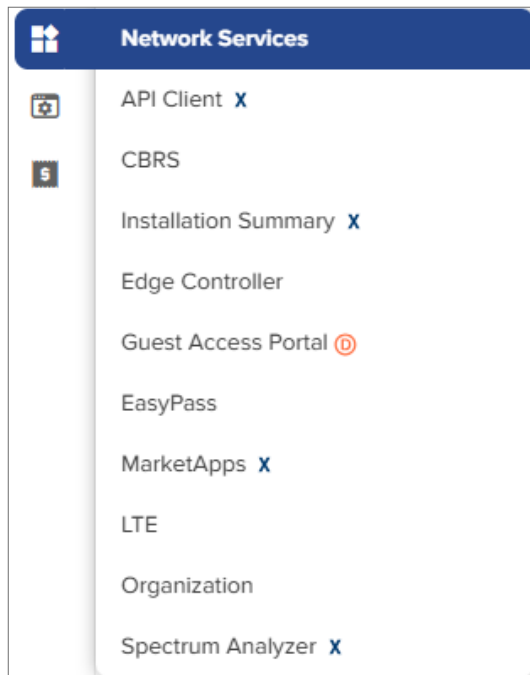 Network Services
API Client X
CBRS
Installation Summary X
Edge Controller
Guest Access Portal D
EasyPass
MarketApps X
LTE
Organization
Spectrum Analyzer X
$